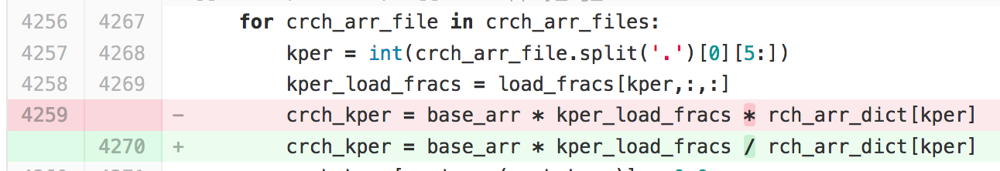 4256 4267 for crch_arr_file in crch_arr_files:
4257 4268 kper = int(crch_arr_file.split('.')[0][5:])
4258 4269 kper_load_fracs = load_fracs[kper,:,:]
4259 - crch_kper = base_arr * kper_load_fracs * rch_arr_dict[kper]
4270 + crch_kper = base_arr * kper_load_fracs / rch_arr_dict[kper]